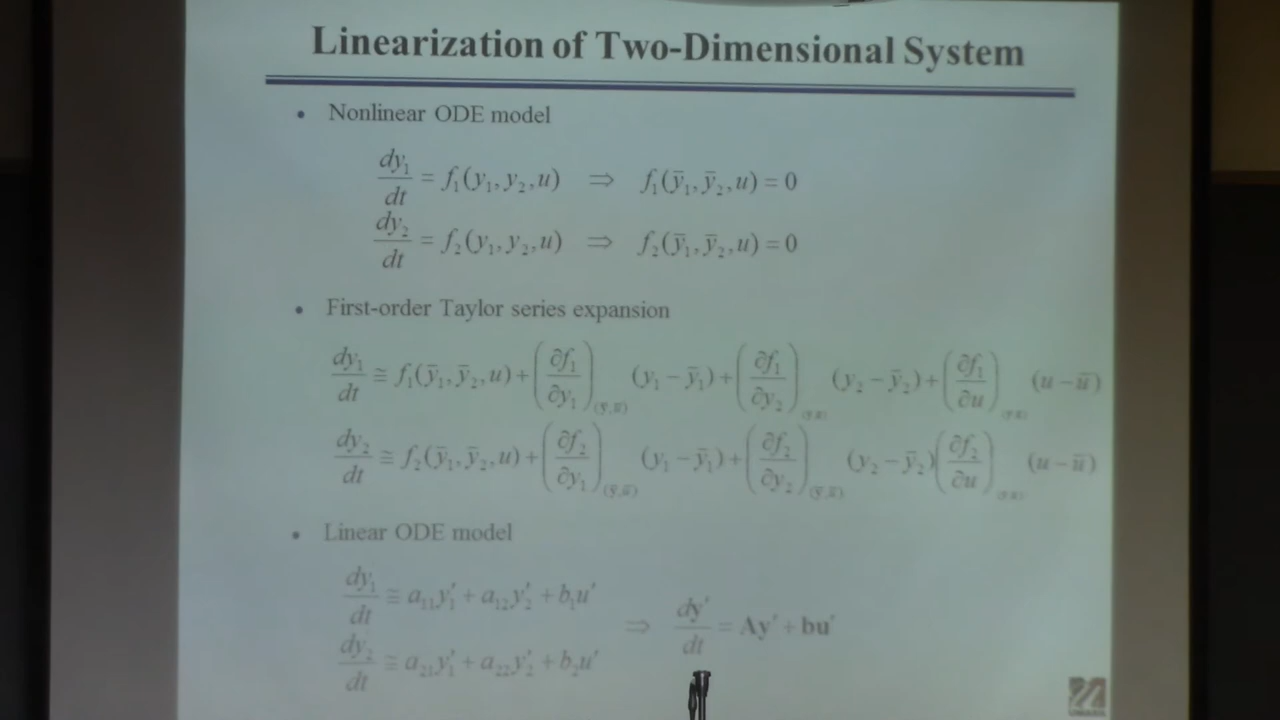 Linearization of Two-Dimensional System
• Nonlinear ODE model
dy₁/dt = f₁(y₁, y₂, u) ⇒ f₁(ȳ₁, ȳ₂, u) = 0
dy₂/dt = f₂(y₁, y₂, u) ⇒ f₂(ȳ₁, ȳ₂, u) = 0
• First-order Taylor series expansion
dy₁/dt ≅ f₁(ȳ₁, ȳ₂, u) + (∂f₁/∂y₁)_(ȳ,ū) (y₁ − ȳ₁) + (∂f₁/∂y₂)_(ȳ,ū) (y₂ − ȳ₂) + (∂f₁/∂u)_(ȳ,ū) (u − ū)
dy₂/dt ≅ f₂(ȳ₁, ȳ₂, u) + (∂f₂/∂y₁)_(ȳ,ū) (y₁ − ȳ₁) + (∂f₂/∂y₂)_(ȳ,ū) (y₂ − ȳ₂)(∂f₂/∂u)_(ȳ,ū) (u − ū)
• Linear ODE model
dy₁/dt ≅ a₁₁y₁′ + a₁₂y₂′ + b₁u′
dy₂/dt ≅ a₂₁y₁′ + a₂₂y₂′ + b₂u′
⇒ dy′/dt = Ay′ + bu′